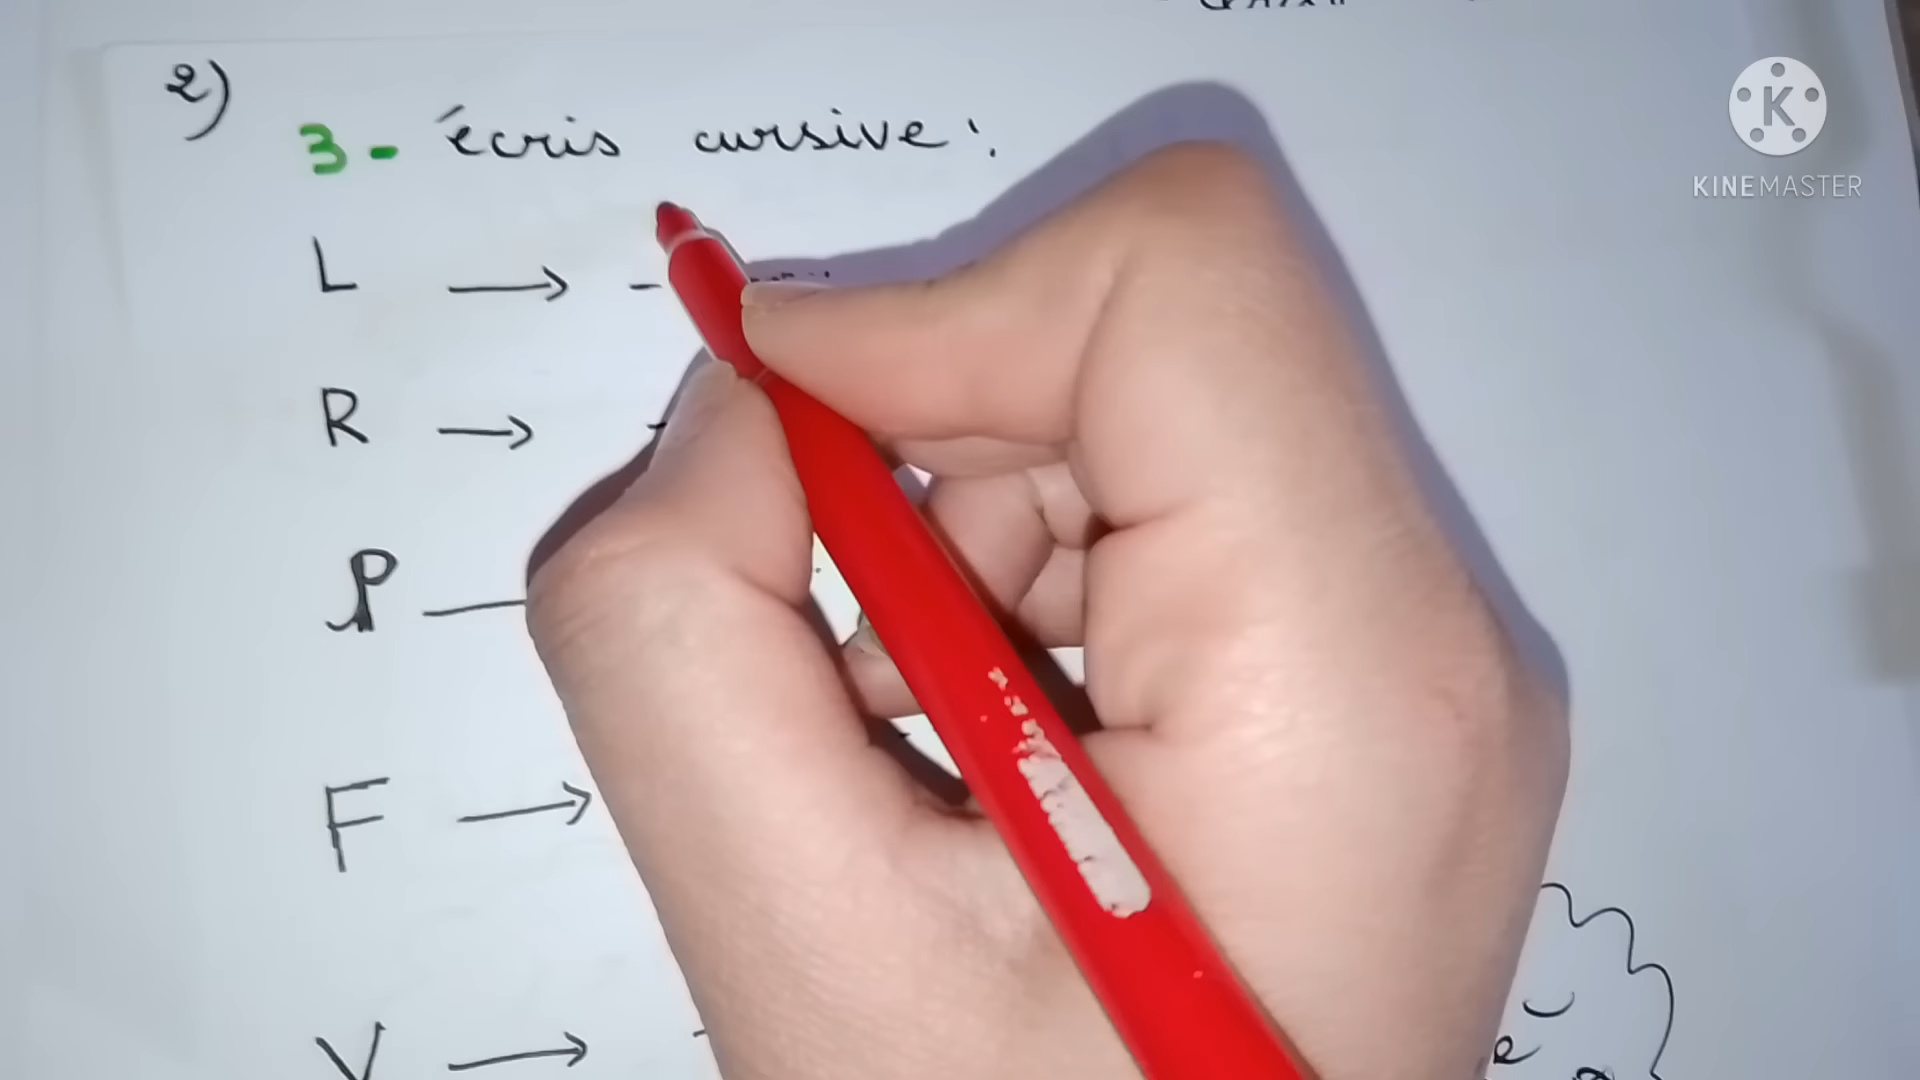 2)
3- écris cursive :
K
KINEMASTER
L → -
R → -
P
F →
V →